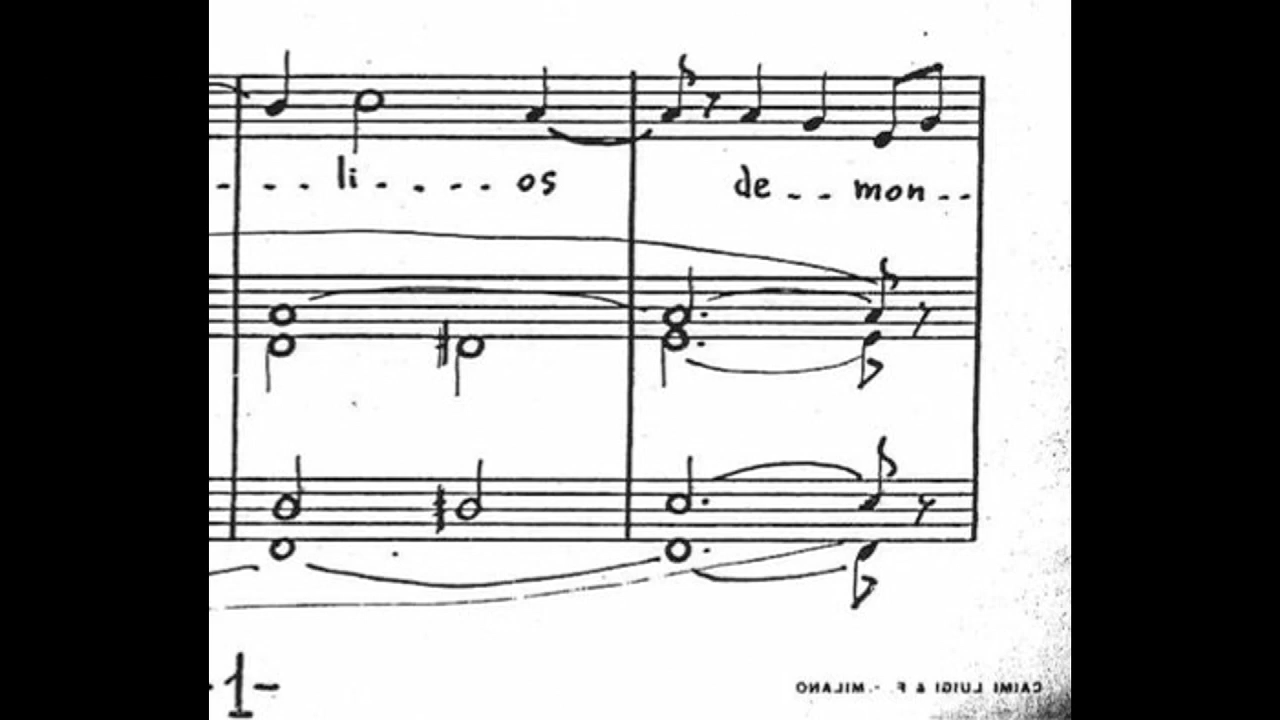 - - - li - - - - os de - - mon - -
-1-
CAIMI LUIGI & F. - MILANO